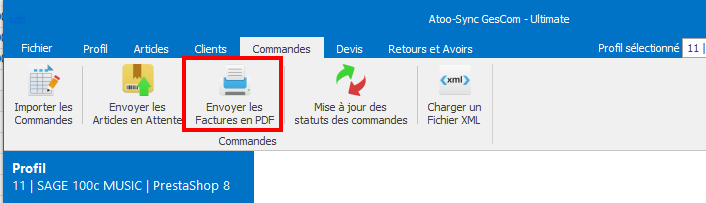 Atoo-Sync GesCom - Ultimate
Fichier Profil Articles Clients Commandes Devis Retours et Avoirs Profil sélectionné 11 |
Importer les
Commandes
Envoyer les
Articles en Attente
Envoyer les
Factures en PDF
Mise à jour des
statuts des commandes
<xml>
Charger un
Fichier XML
Commandes
Profil
11 | SAGE 100c MUSIC | PrestaShop 8